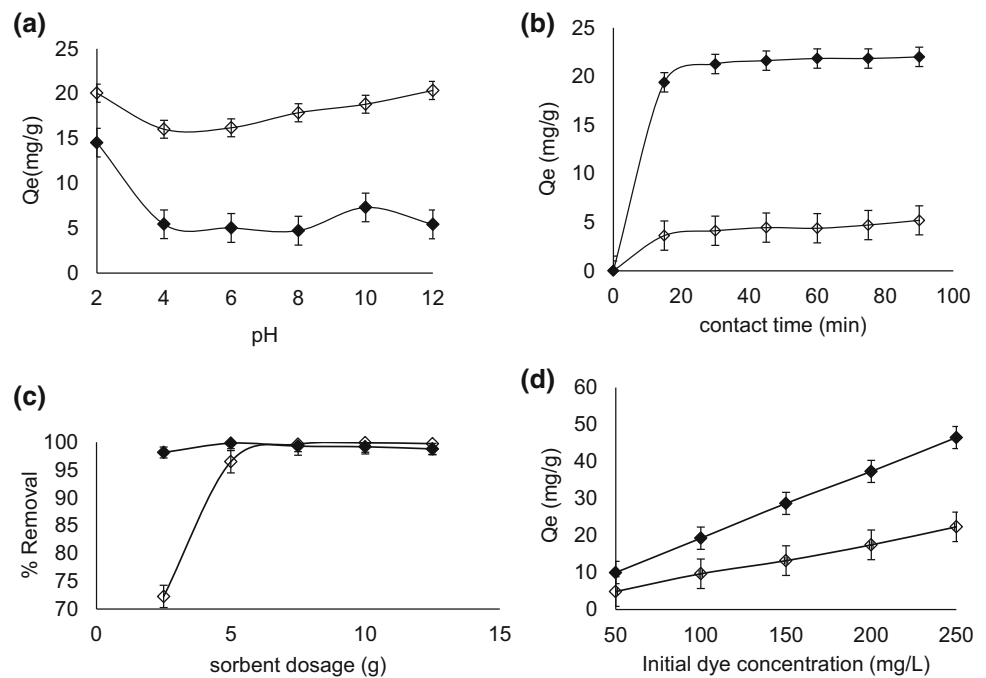 (a)
25
20
15
10
5
0
Qe(mg/g)
2 4 6 8 10 12
pH
(b)
25
20
15
10
5
0
Qe (mg/g)
0 20 40 60 80 100
contact time (min)
(c)
100
95
90
85
80
75
70
% Removal
0 5 10 15
sorbent dosage (g)
(d)
60
50
40
30
20
10
0
Qe (mg/g)
50 100 150 200 250
Initial dye concentration (mg/L)